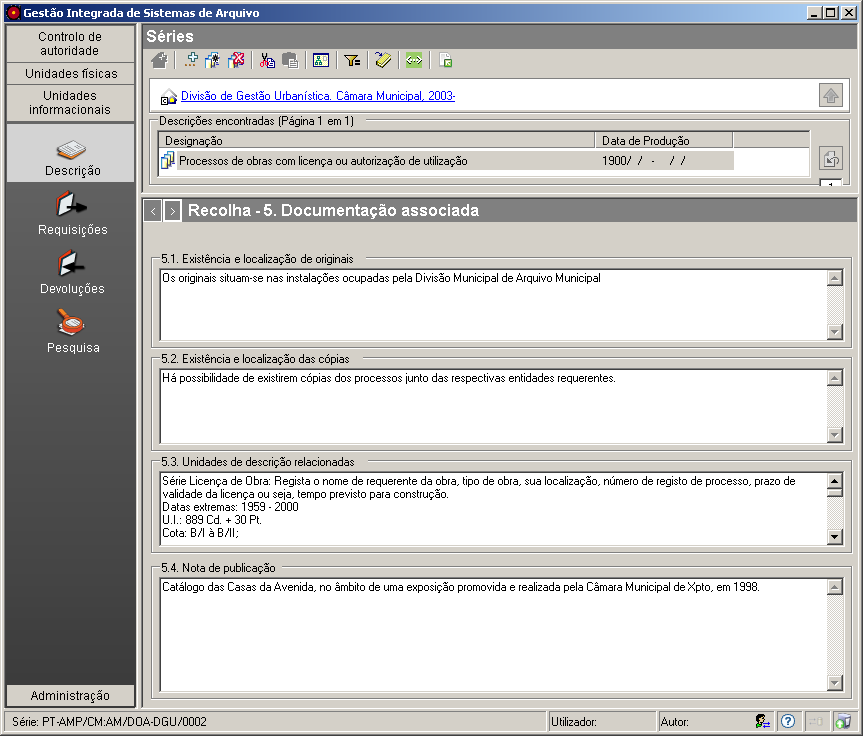 Gestão Integrada de Sistemas de Arquivo
Controlo de
autoridade
Unidades físicas
Unidades
informacionais
Descrição
Requisições
Devoluções
Pesquisa
Administração
Séries
Divisão de Gestão Urbanística. Câmara Municipal, 2003-
Descrições encontradas (Página 1 em 1)
Designação Data de Produção
Processos de obras com licença ou autorização de utilização 1900/ / - / /
Recolha - 5. Documentação associada
5.1. Existência e localização de originais
Os originais situam-se nas instalações ocupadas pela Divisão Municipal de Arquivo Municipal
5.2. Existência e localização das cópias
Há possibilidade de existirem cópias dos processos junto das respectivas entidades requerentes.
5.3. Unidades de descrição relacionadas
Série Licença de Obra: Regista o nome de requerente da obra, tipo de obra, sua localização, número de registo de processo, prazo de
validade da licença ou seja, tempo previsto para construção.
Datas extremas: 1959 - 2000
U.I.: 889 Cd. + 30 Pt.
Cota: B/I à B/II;
5.4. Nota de publicação
Catálogo das Casas da Avenida, no âmbito de uma exposição promovida e realizada pela Câmara Municipal de Xpto, em 1998.
Série: PT-AMP/CM:AM/DOA-DGU/0002 Utilizador: Autor: